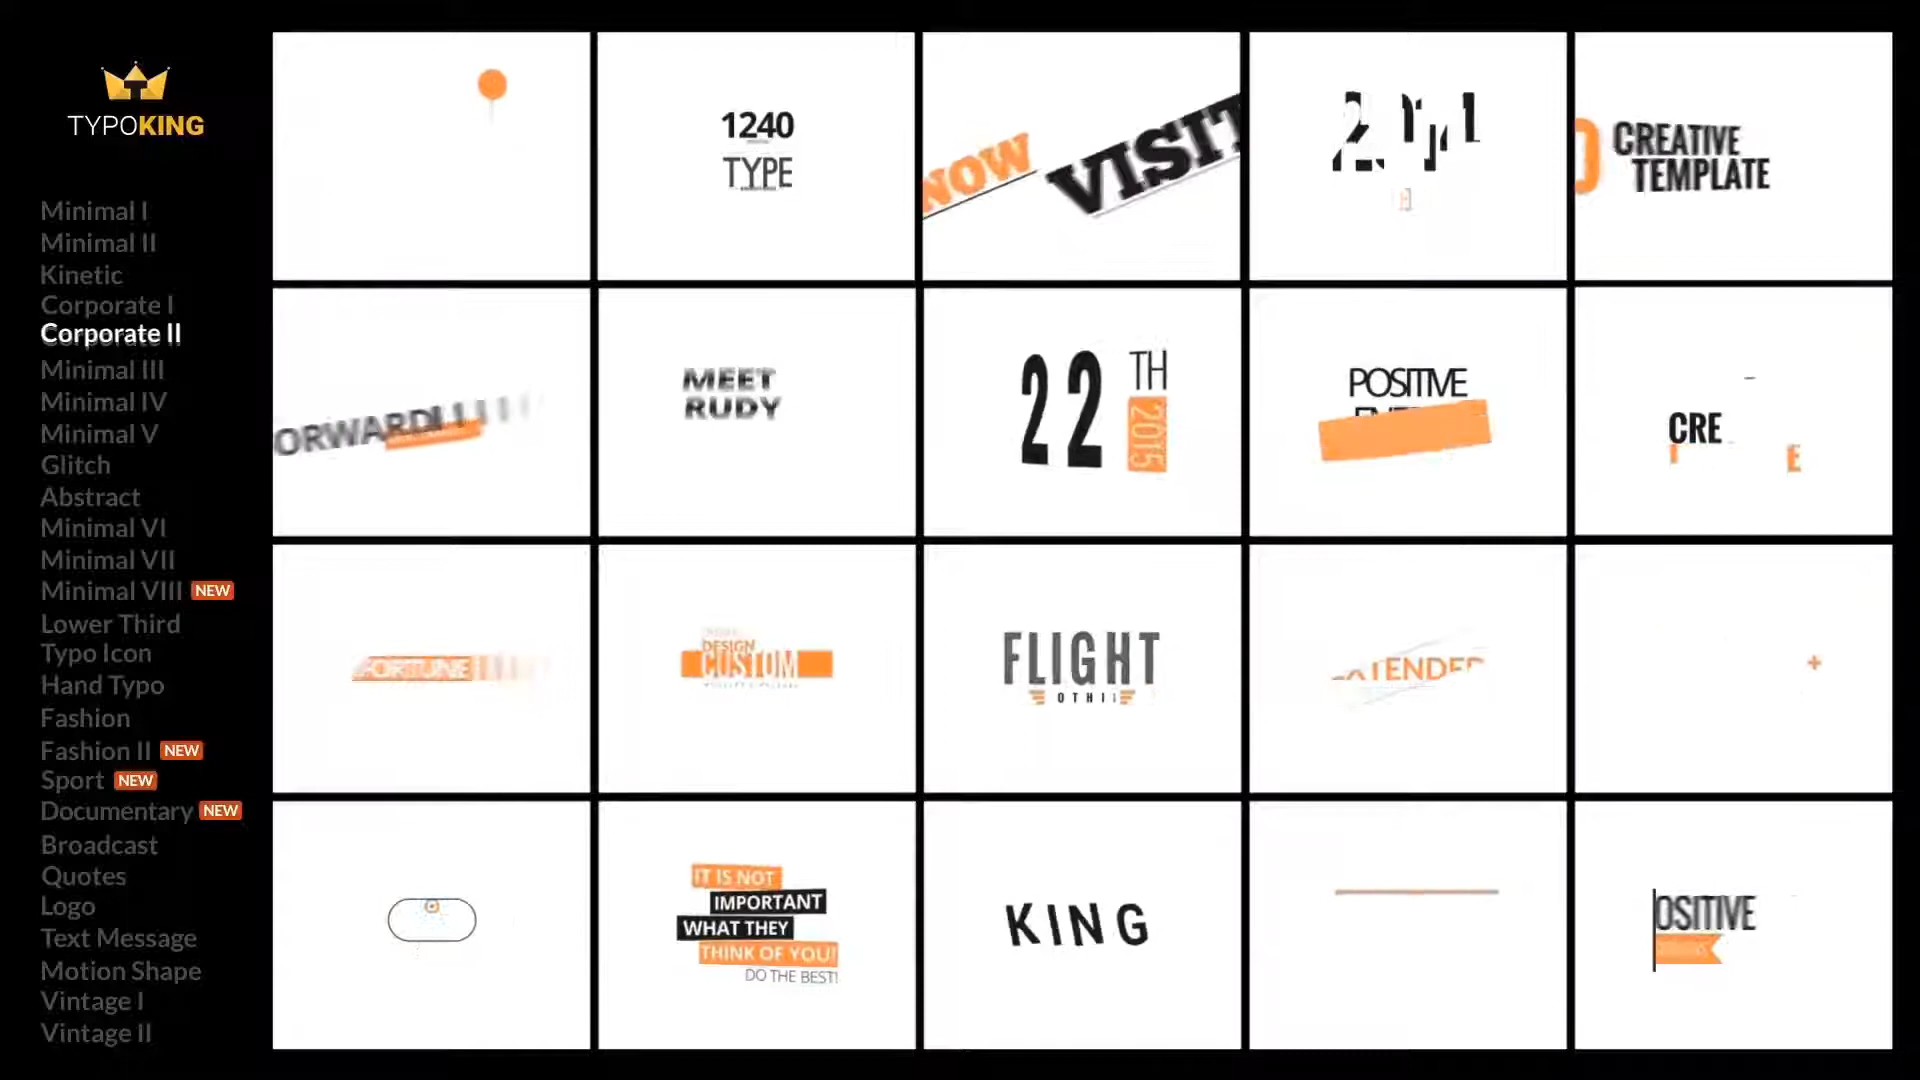 TYPOKING
Minimal I
Minimal II
Kinetic
Corporate I
Corporate II
Minimal III
Minimal IV
Minimal V
Glitch
Abstract
Minimal VI
Minimal VII
Minimal VIII NEW
Lower Third
Typo Icon
Hand Typo
Fashion
Fashion II NEW
Sport NEW
Documentary NEW
Broadcast
Quotes
Logo
Text Message
Motion Shape
Vintage I
Vintage II
1240
TYPE
NOW VISIT
CREATIVE
TEMPLATE
MEET
RUDY
22 TH
2015
POSITIVE
CRE
E
FORTUNE
DESIGN
CUSTOM
FLIGHT
EXTENDED
IT IS NOT
IMPORTANT
WHAT THEY
THINK OF YOU!
DO THE BEST!
KING
OSITIVE